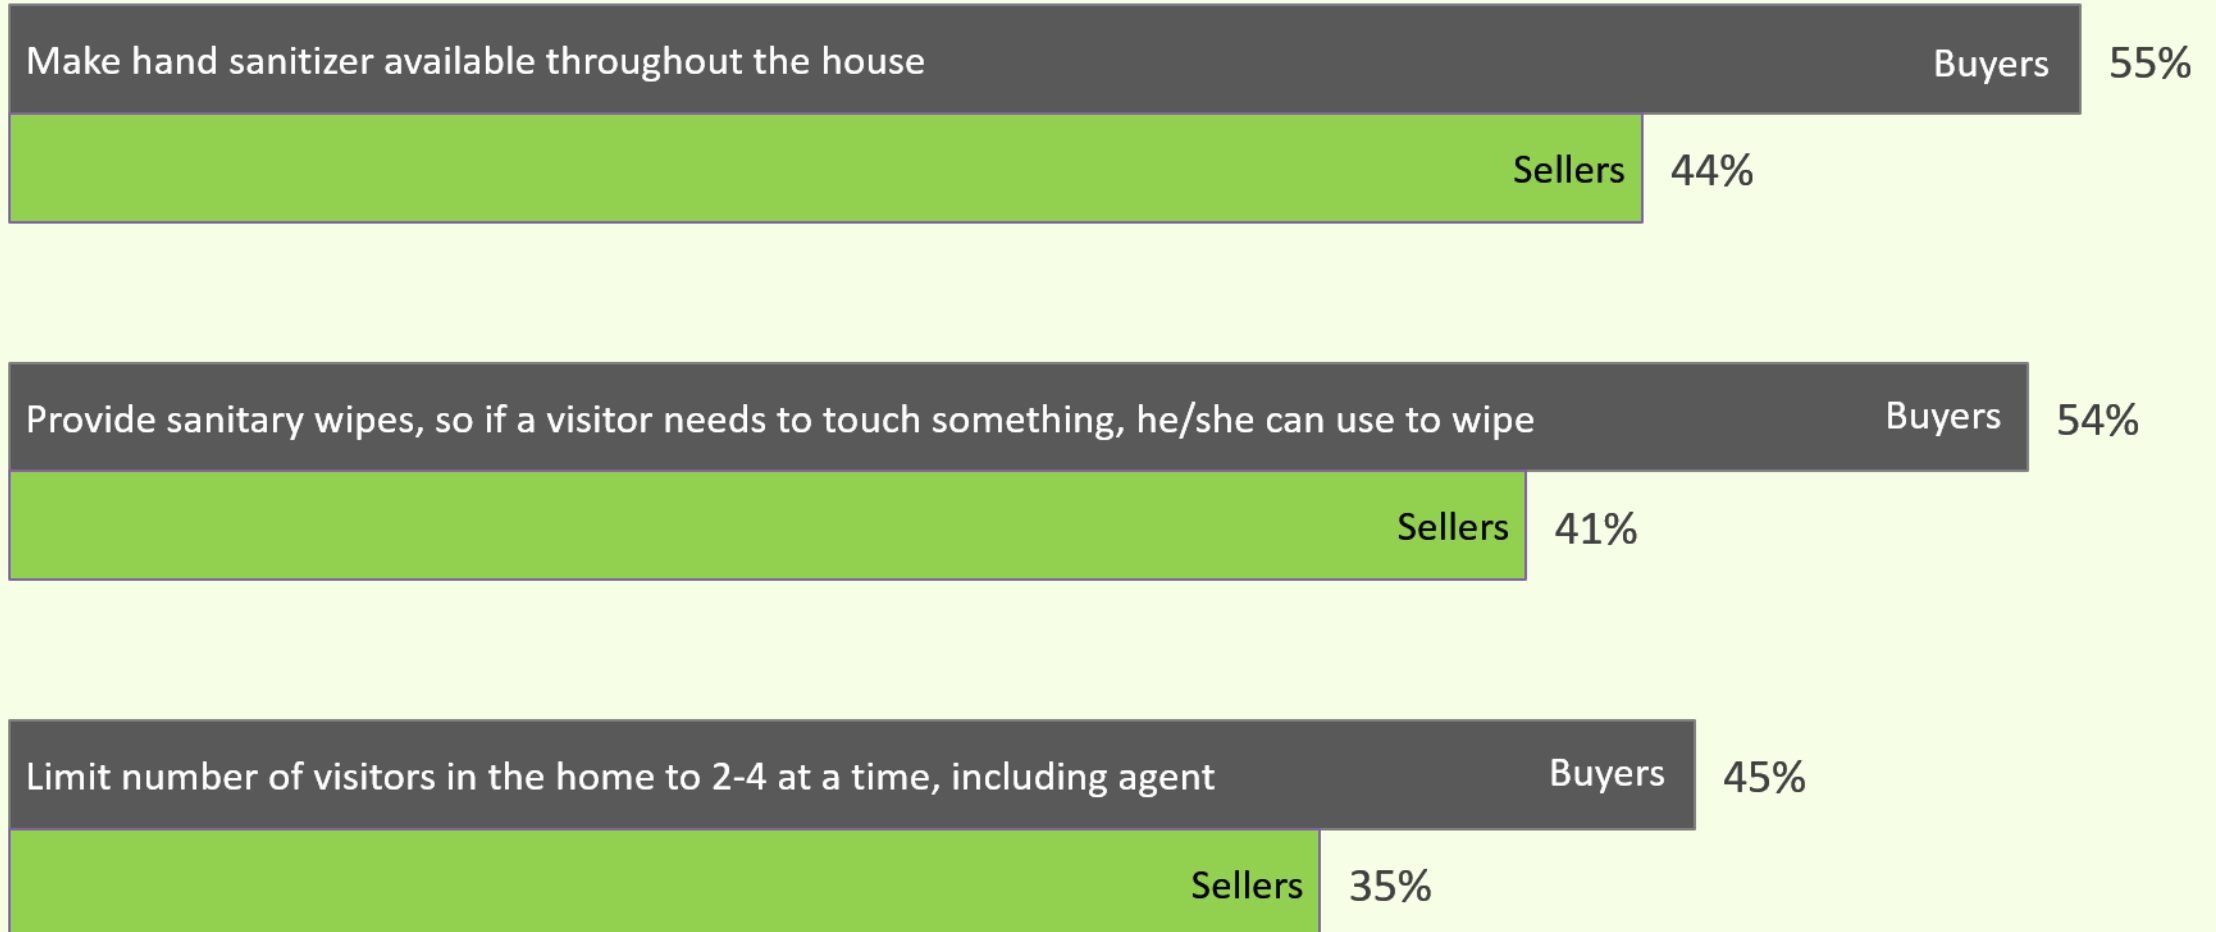 Make hand sanitizer available throughout the house Buyers 55%
Sellers 44%
Provide sanitary wipes, so if a visitor needs to touch something, he/she can use to wipe Buyers 54%
Sellers 41%
Limit number of visitors in the home to 2-4 at a time, including agent Buyers 45%
Sellers 35%